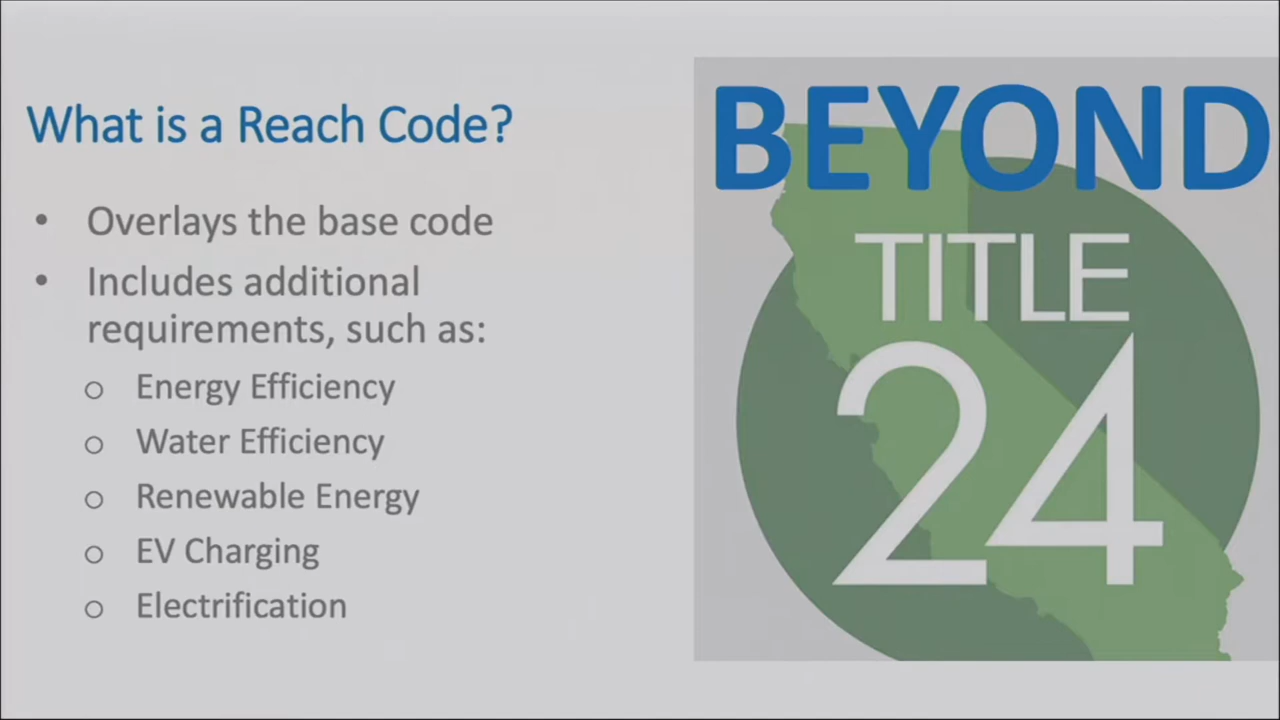 What is a Reach Code?
• Overlays the base code
• Includes additional
requirements, such as:
o Energy Efficiency
o Water Efficiency
o Renewable Energy
o EV Charging
o Electrification
BEYOND
TITLE
24